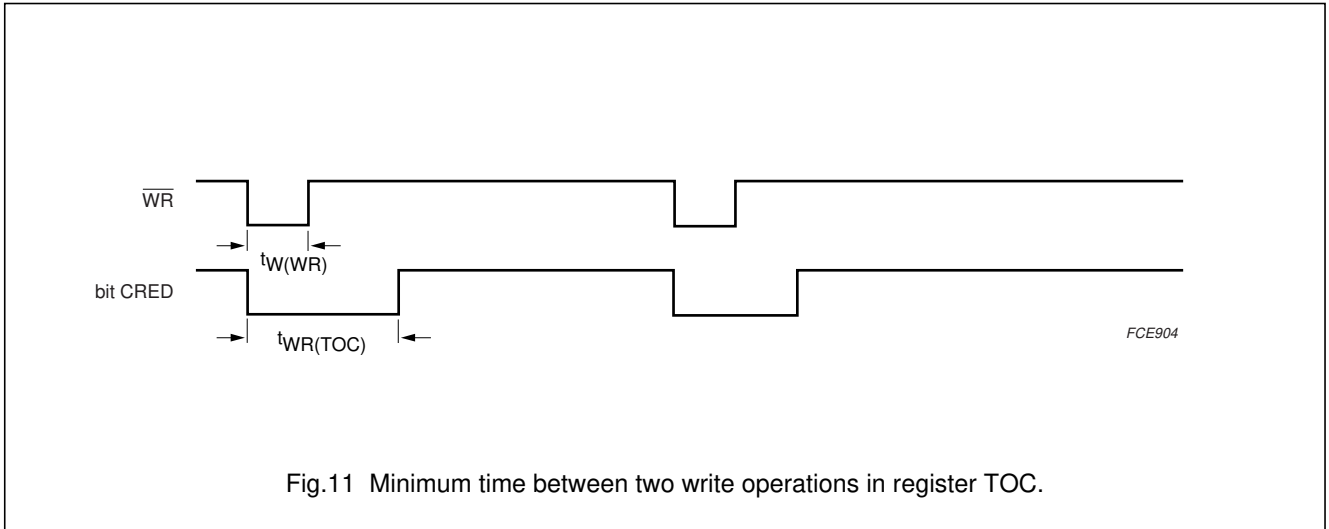 WR
tW(WR)
bit CRED
tWR(TOC)
FCE904
Fig.11 Minimum time between two write operations in register TOC.